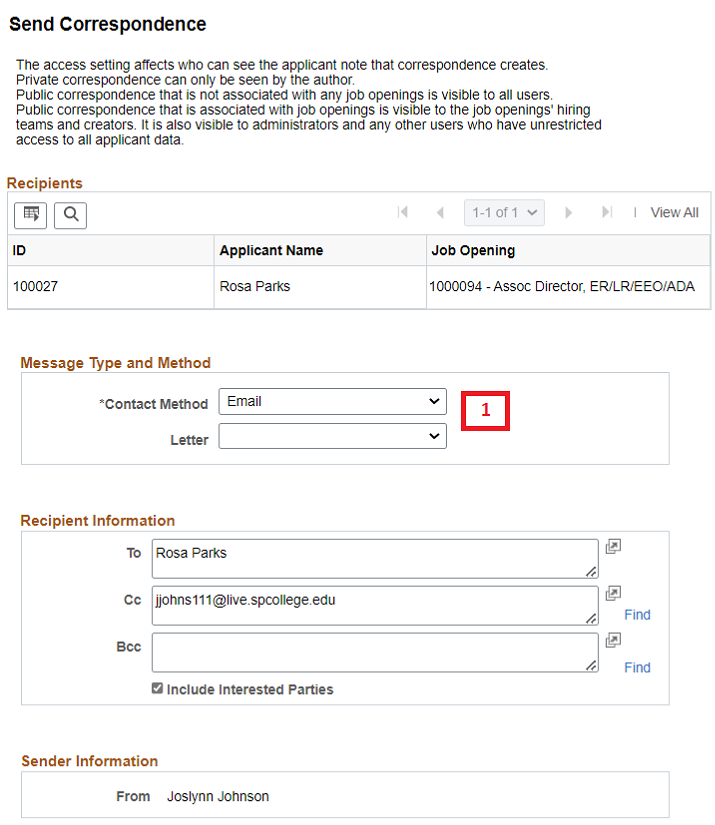 Send Correspondence
The access setting affects who can see the applicant note that correspondence creates.
Private correspondence can only be seen by the author.
Public correspondence that is not associated with any job openings is visible to all users.
Public correspondence that is associated with job openings is visible to the job openings' hiring
teams and creators. It is also visible to administrators and any other users who have unrestricted
access to all applicant data.
Recipients
1-1 of 1 | View All
ID Applicant Name Job Opening
100027 Rosa Parks 1000094 - Assoc Director, ER/LR/EEO/ADA
Message Type and Method
*Contact Method Email
1
Letter
Recipient Information
To Rosa Parks
Cc jjohns111@live.spcollege.edu
Find
Bcc
Find
Include Interested Parties
Sender Information
From Joslynn Johnson